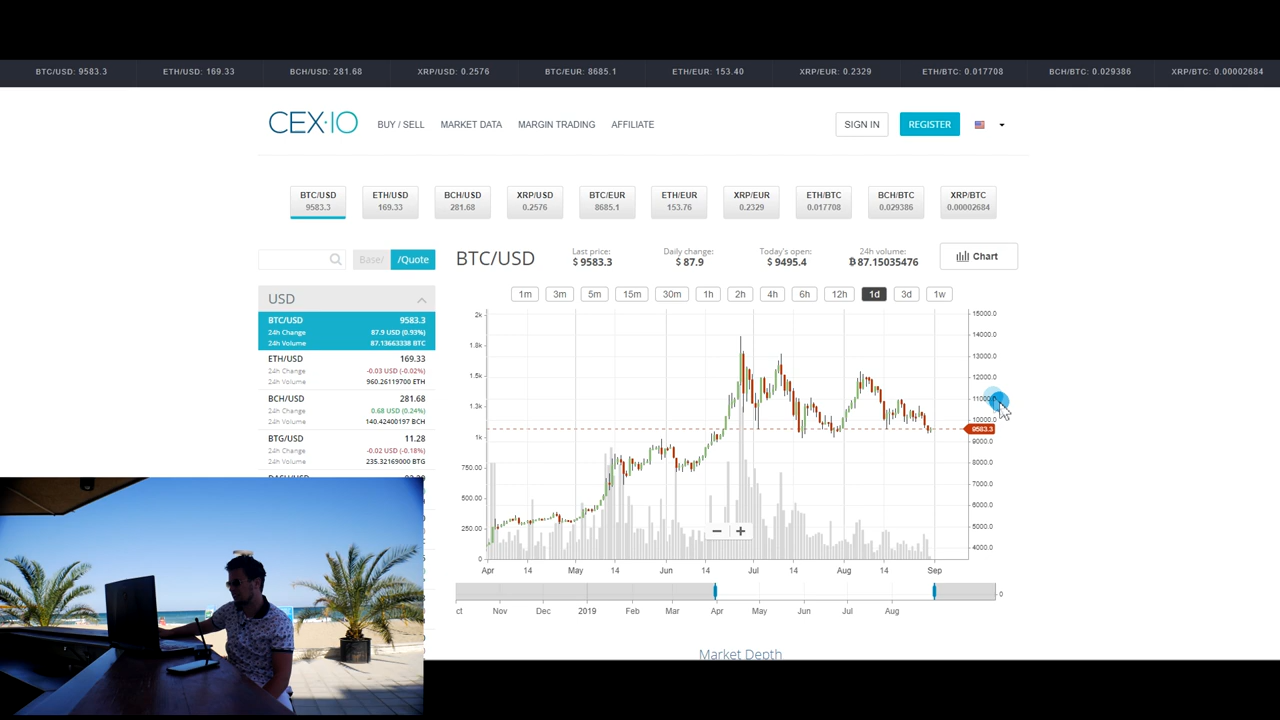 BTC/USD: 9583.3 ETH/USD: 169.33 BCH/USD: 281.68 XRP/USD: 0.2576 BTC/EUR: 8685.1 ETH/EUR: 153.40 XRP/EUR: 0.2329 ETH/BTC: 0.017708 BCH/BTC: 0.029386 XRP/BTC: 0.00002684
CEX·IO BUY / SELL MARKET DATA MARGIN TRADING AFFILIATE SIGN IN REGISTER
BTC/USD ETH/USD BCH/USD XRP/USD BTC/EUR ETH/EUR XRP/EUR ETH/BTC BCH/BTC XRP/BTC
9583.3 169.33 281.68 0.2576 8685.1 153.76 0.2329 0.017708 0.029386 0.00002684
Base/ /Quote
USD
BTC/USD 9583.3
24h Change 87.9 USD (0.93%)
24h Volume 87.13663338 BTC
ETH/USD 169.33
24h Change -0.03 USD (-0.02%)
24h Volume 960.26119700 ETH
BCH/USD 281.68
24h Change 0.68 USD (0.24%)
24h Volume 140.42400197 BCH
BTG/USD 11.28
24h Change -0.02 USD (-0.18%)
24h Volume 235.32169000 BTG
BTC/USD
Last price: Daily change: Today's open: 24h volume:
$ 9583.3 $ 87.9 $ 9495.4 ₿ 87.15035476
Chart
1m 3m 5m 15m 30m 1h 2h 4h 6h 12h 1d 3d 1w
2k
1.8k
1.5k
1.3k
1k
750.00
500.00
250.00
0
15000.0
14000.0
13000.0
12000.0
11000.0
10000.0
9583.3
9000.0
8000.0
7000.0
6000.0
5000.0
4000.0
− +
Apr 14 May 14 Jun 14 Jul 14 Aug 14 Sep
0
ct Nov Dec 2019 Feb Mar Apr May Jun Jul Aug
Market Depth